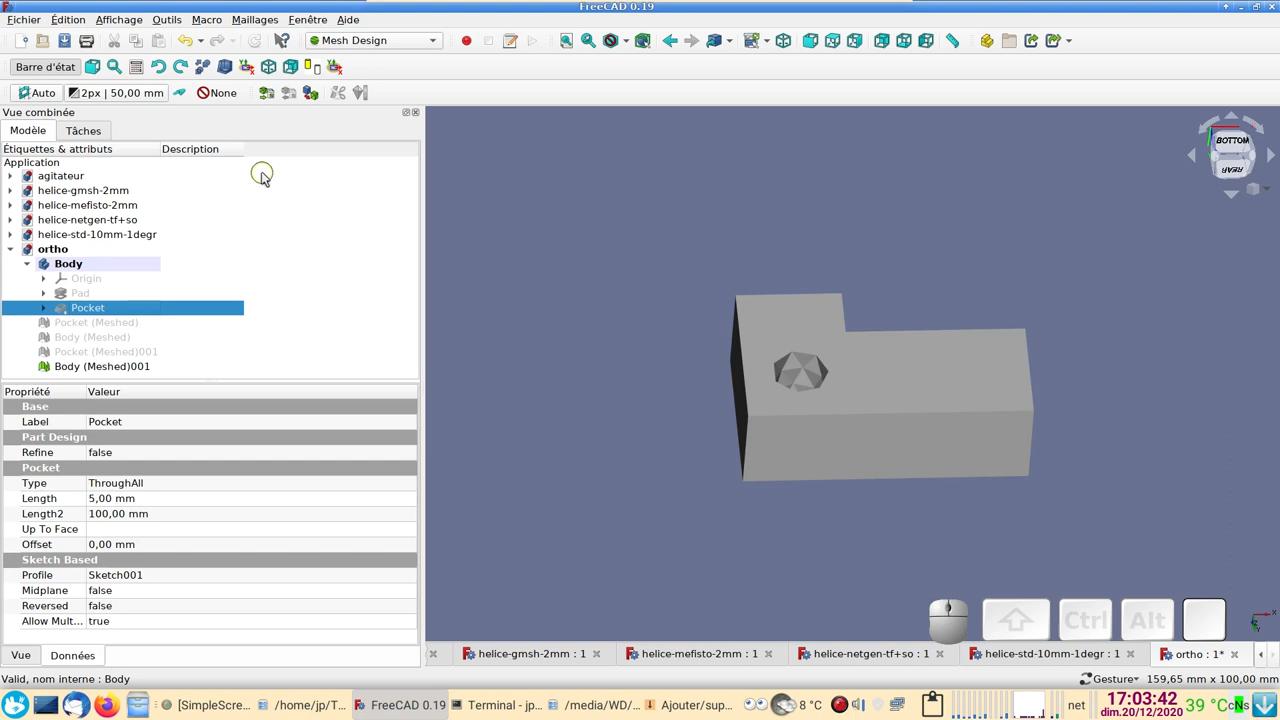 FreeCAD 0.19
Fichier Édition Affichage Outils Macro Maillages Fenêtre Aide
Mesh Design
Barre d'état
Auto 2px | 50,00 mm None
Vue combinée
Modèle Tâches
Étiquettes & attributs Description
Application
agitateur
helice-gmsh-2mm
helice-mefisto-2mm
helice-netgen-tf+so
helice-std-10mm-1degr
ortho
Body
Origin
Pad
Pocket
Pocket (Meshed)
Body (Meshed)
Pocket (Meshed)001
Body (Meshed)001
Propriété Valeur
Base
Label Pocket
Part Design
Refine false
Pocket
Type ThroughAll
Length 5,00 mm
Length2 100,00 mm
Up To Face
Offset 0,00 mm
Sketch Based
Profile Sketch001
Midplane false
Reversed false
Allow Mult... true
Vue Données
BOTTOM
REAR
Ctrl Alt
helice-gmsh-2mm : 1 helice-mefisto-2mm : 1 helice-netgen-tf+so : 1 helice-std-10mm-1degr : 1 ortho : 1*
Valid, nom interne : Body Gesture 159,65 mm x 100,00 mm
[SimpleScre... /home/jp/T... FreeCAD 0.19 Terminal - jp... /media/WD/... Ajouter/sup... 8 °C net 17:03:42 39 °C
dim.20/12/2020